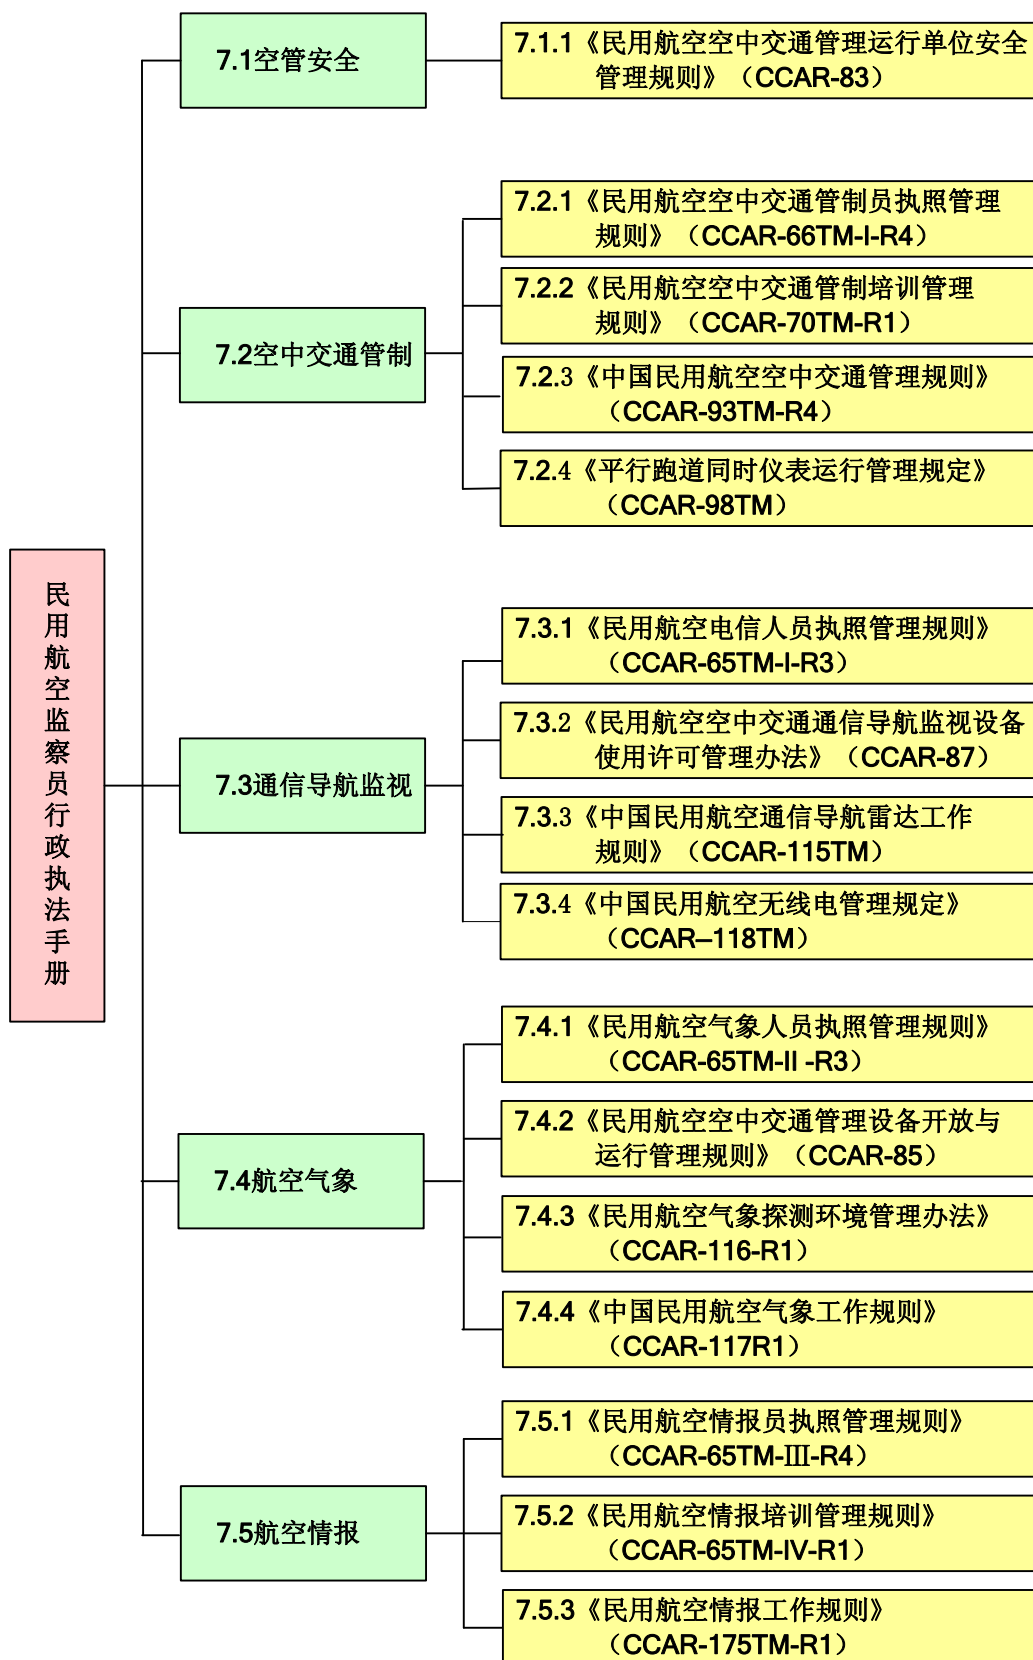 民用航空监察员行政执法手册
7.1空管安全
7.1.1《民用航空空中交通管理运行单位安全
管理规则》（CCAR-83）
7.2空中交通管制
7.2.1《民用航空空中交通管制员执照管理
规则》（CCAR-66TM-I-R4）
7.2.2《民用航空空中交通管制培训管理
规则》（CCAR-70TM-R1）
7.2.3《中国民用航空空中交通管理规则》
（CCAR-93TM-R4）
7.2.4《平行跑道同时仪表运行管理规定》
（CCAR-98TM）
7.3通信导航监视
7.3.1《民用航空电信人员执照管理规则》
（CCAR-65TM-I-R3）
7.3.2《民用航空空中交通通信导航监视设备
使用许可管理办法》（CCAR-87）
7.3.3《中国民用航空通信导航雷达工作
规则》（CCAR-115TM）
7.3.4《中国民用航空无线电管理规定》
（CCAR–118TM）
7.4航空气象
7.4.1《民用航空气象人员执照管理规则》
（CCAR-65TM-II -R3）
7.4.2《民用航空空中交通管理设备开放与
运行管理规则》（CCAR-85）
7.4.3《民用航空气象探测环境管理办法》
（CCAR-116-R1）
7.4.4《中国民用航空气象工作规则》
（CCAR-117R1）
7.5航空情报
7.5.1《民用航空情报员执照管理规则》
（CCAR-65TM-Ⅲ-R4）
7.5.2《民用航空情报培训管理规则》
（CCAR-65TM-IV-R1）
7.5.3《民用航空情报工作规则》
（CCAR-175TM-R1）